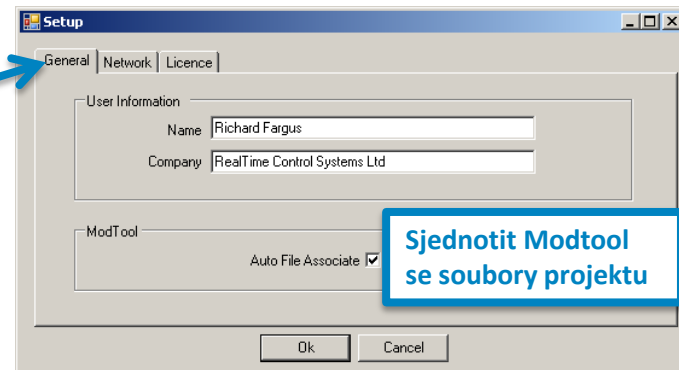 Setup
General Network Licence
User Information
Name Richard Fargus
Company RealTime Control Systems Ltd
ModTool
Auto File Associate
Sjednotit Modtool
se soubory projektu
Ok Cancel